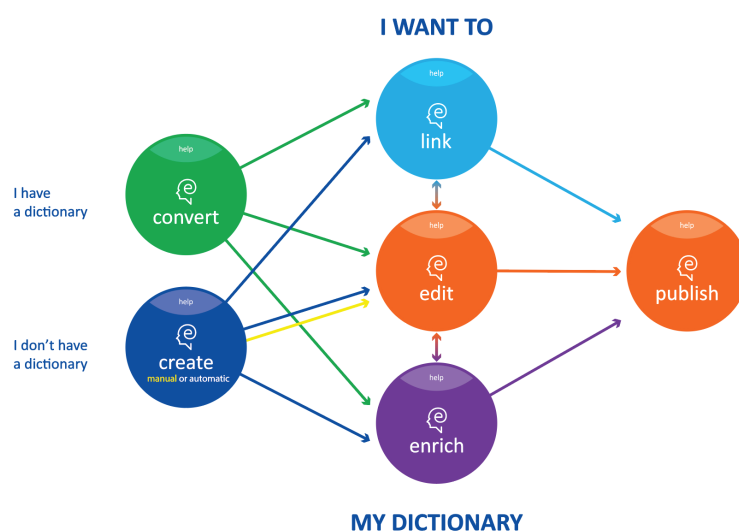 I WANT TO
help
link
help
convert
I have
a dictionary
help
edit
help
publish
help
create
manual or automatic
I don't have
a dictionary
help
enrich
MY DICTIONARY